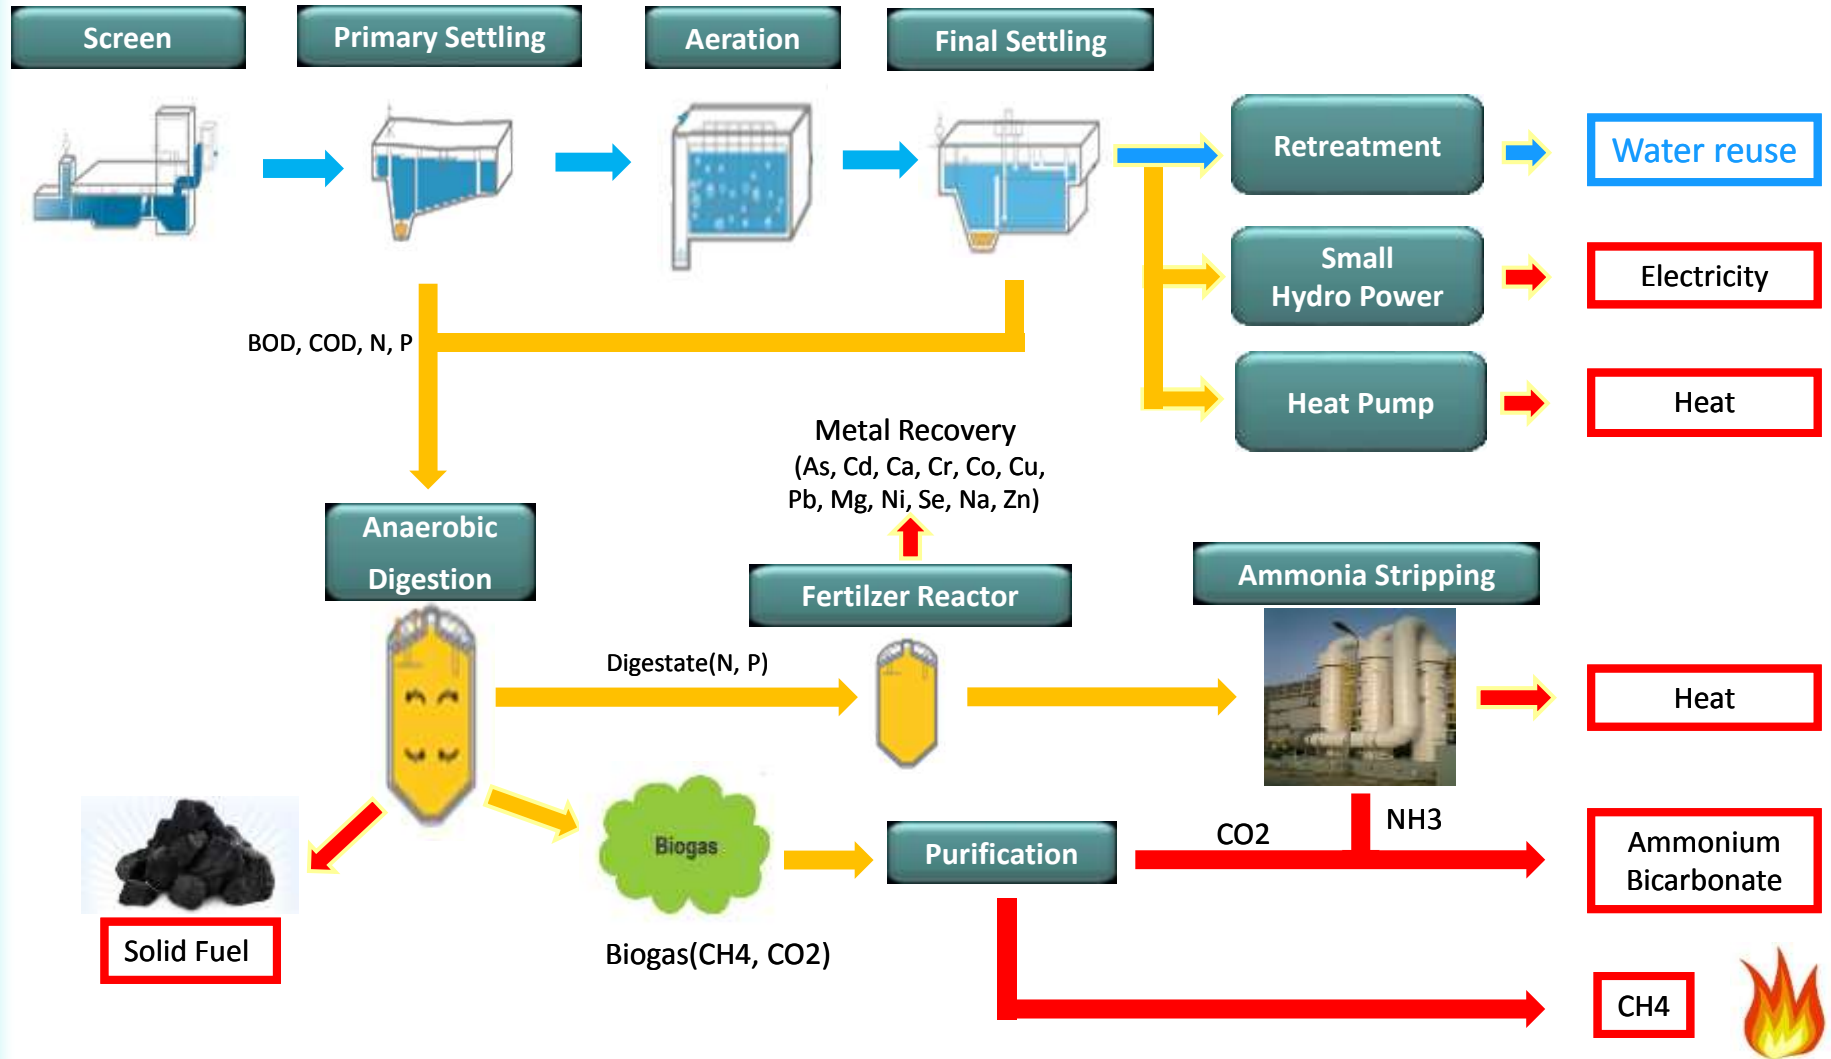 Screen
Primary Settling
Aeration
Final Settling
Retreatment
Water reuse
Small
Hydro Power
Electricity
BOD, COD, N, P
Heat Pump
Heat
Metal Recovery
(As, Cd, Ca, Cr, Co, Cu,
Pb, Mg, Ni, Se, Na, Zn)
Anaerobic
Digestion
Fertilzer Reactor
Ammonia Stripping
Digestate(N, P)
Heat
Biogas
Purification
CO2
NH3
Ammonium
Bicarbonate
Solid Fuel
Biogas(CH4, CO2)
CH4